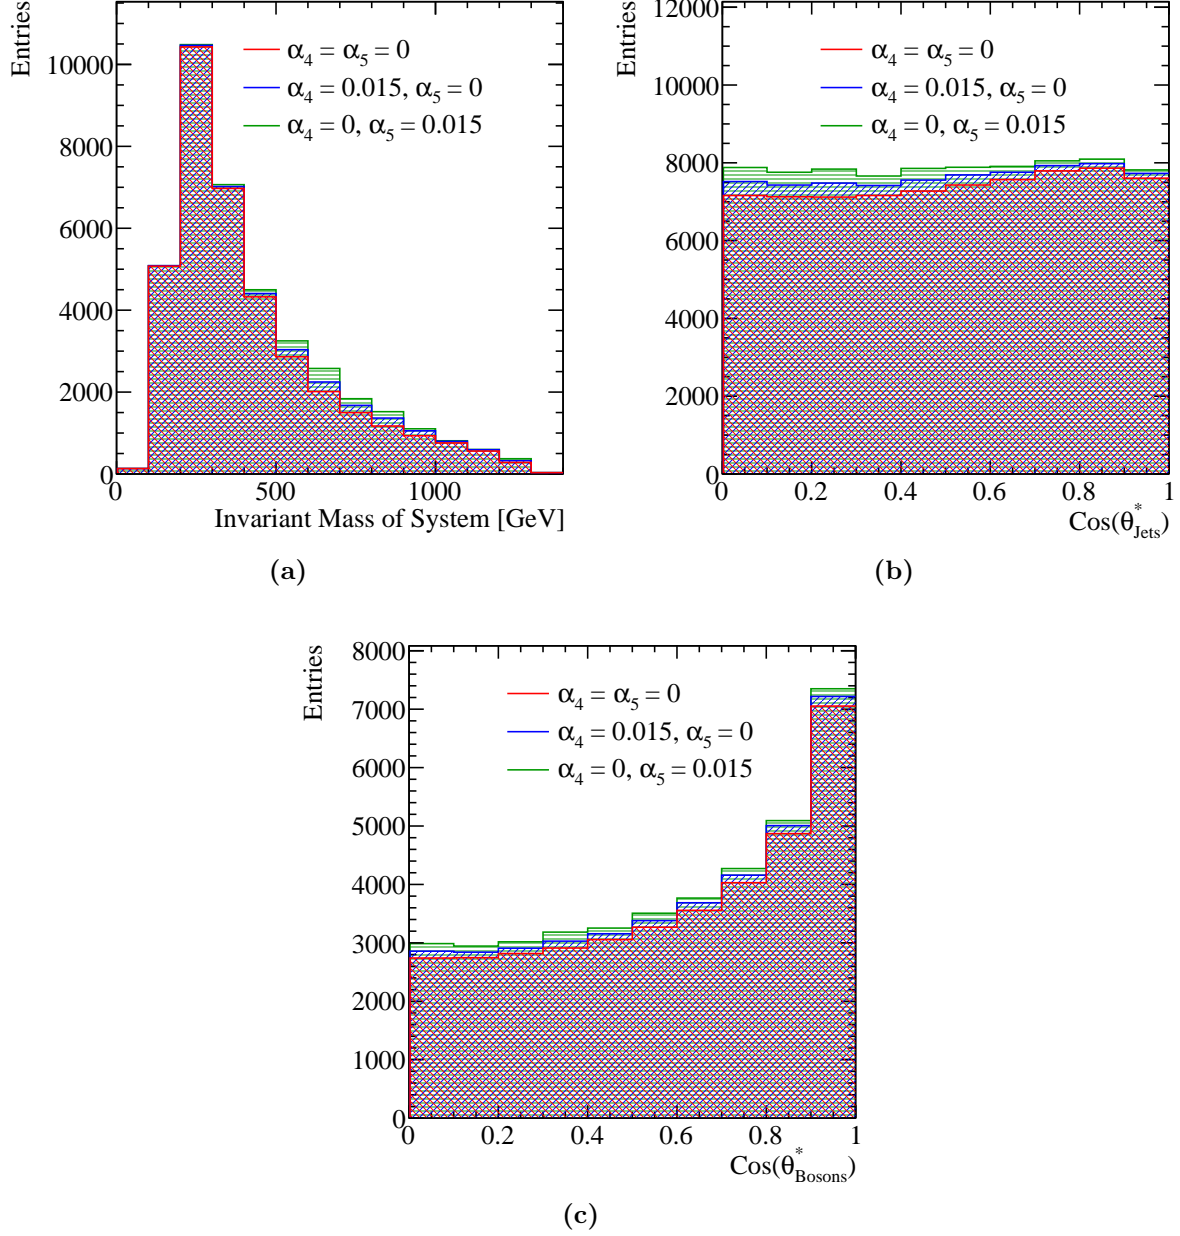 Entries
10000
8000
6000
4000
2000
0
0 500 1000
Invariant Mass of System [GeV]
α₄ = α₅ = 0
α₄ = 0.015, α₅ = 0
α₄ = 0, α₅ = 0.015
(a)
Entries
12000
10000
8000
6000
4000
2000
0
0 0.2 0.4 0.6 0.8 1
Cos(θ*Jets)
α₄ = α₅ = 0
α₄ = 0.015, α₅ = 0
α₄ = 0, α₅ = 0.015
(b)
Entries
8000
7000
6000
5000
4000
3000
2000
1000
0
0 0.2 0.4 0.6 0.8 1
Cos(θ*Bosons)
α₄ = α₅ = 0
α₄ = 0.015, α₅ = 0
α₄ = 0, α₅ = 0.015
(c)